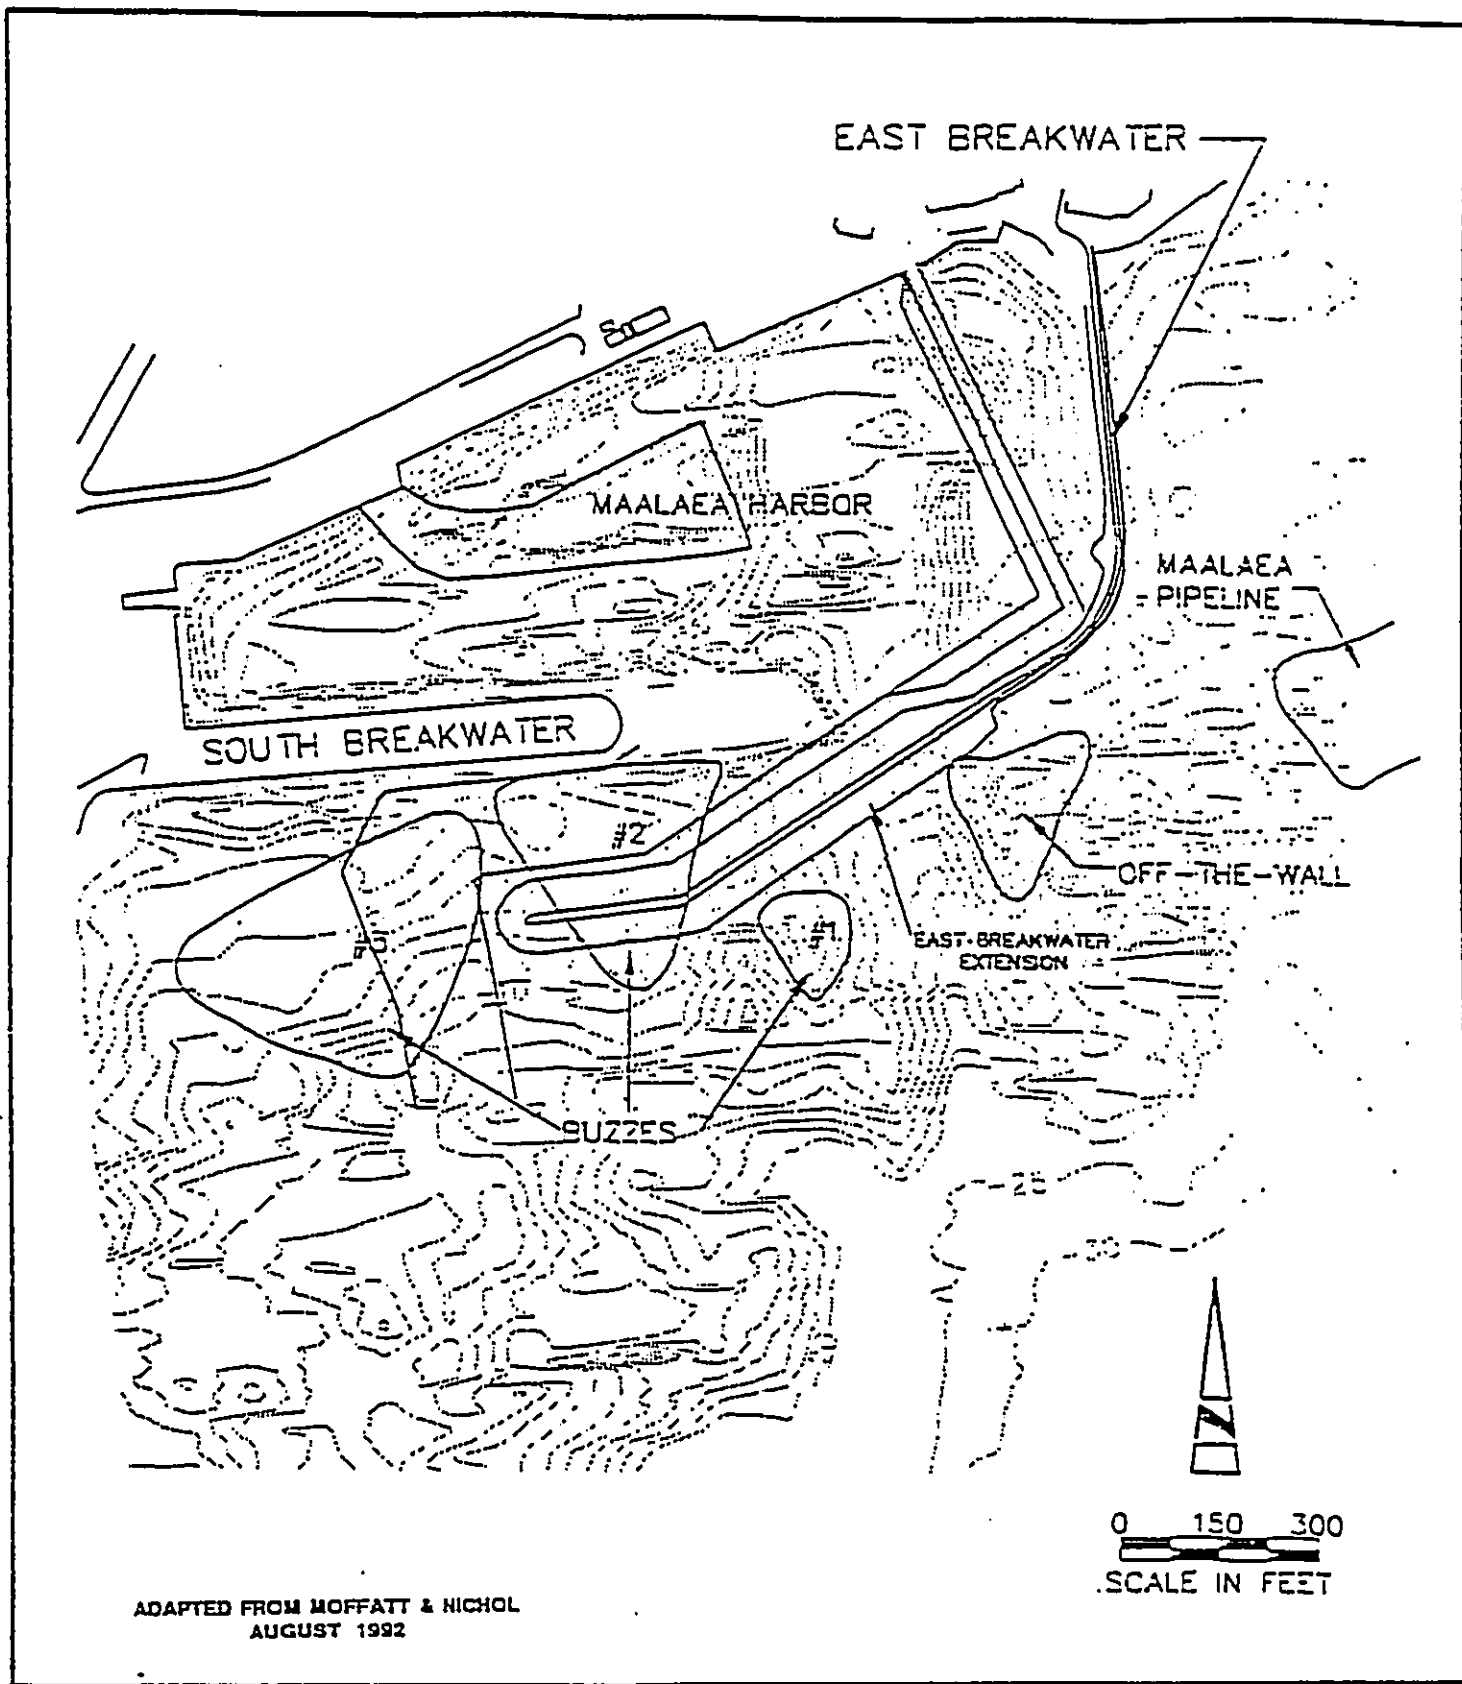 EAST BREAKWATER
MAALAEA HARBOR
MAALAEA
PIPELINE
SOUTH BREAKWATER
#2
OFF-THE-WALL
#1
EAST BREAKWATER
EXTENSION
BUZZES
25
30
N
0 150 300
SCALE IN FEET
ADAPTED FROM MOFFATT & NICHOL
AUGUST 1992